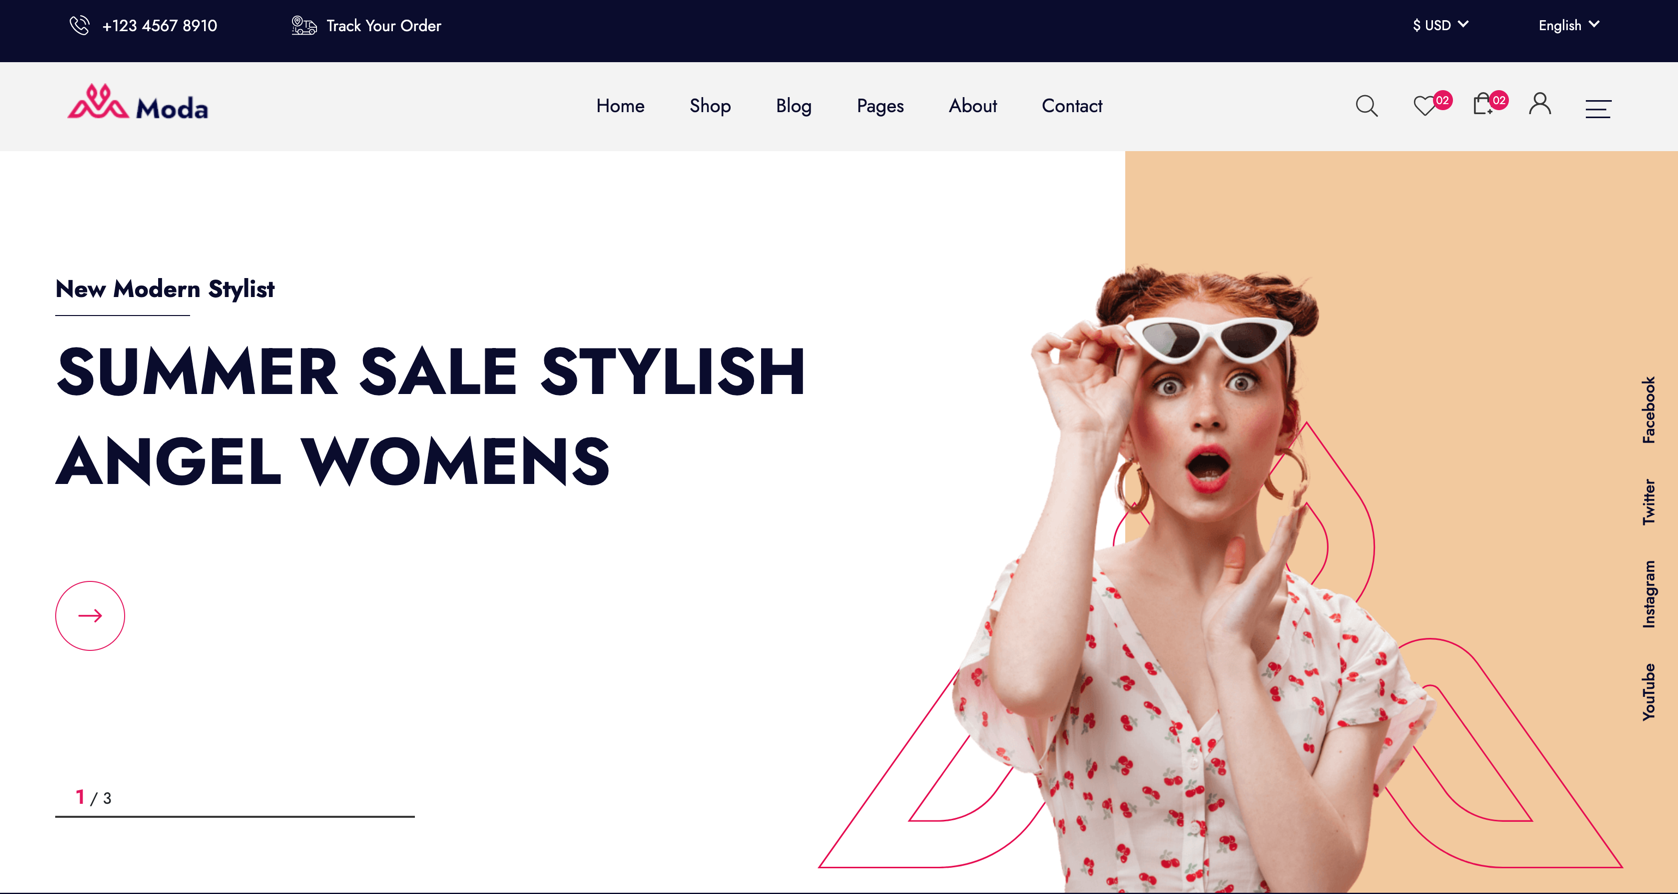 +123 4567 8910
Track Your Order
$ USD
English
Moda
Home
Shop
Blog
Pages
About
Contact
02
02
New Modern Stylist
SUMMER SALE STYLISH
ANGEL WOMENS
1 / 3
Facebook
Twitter
Instagram
YouTube